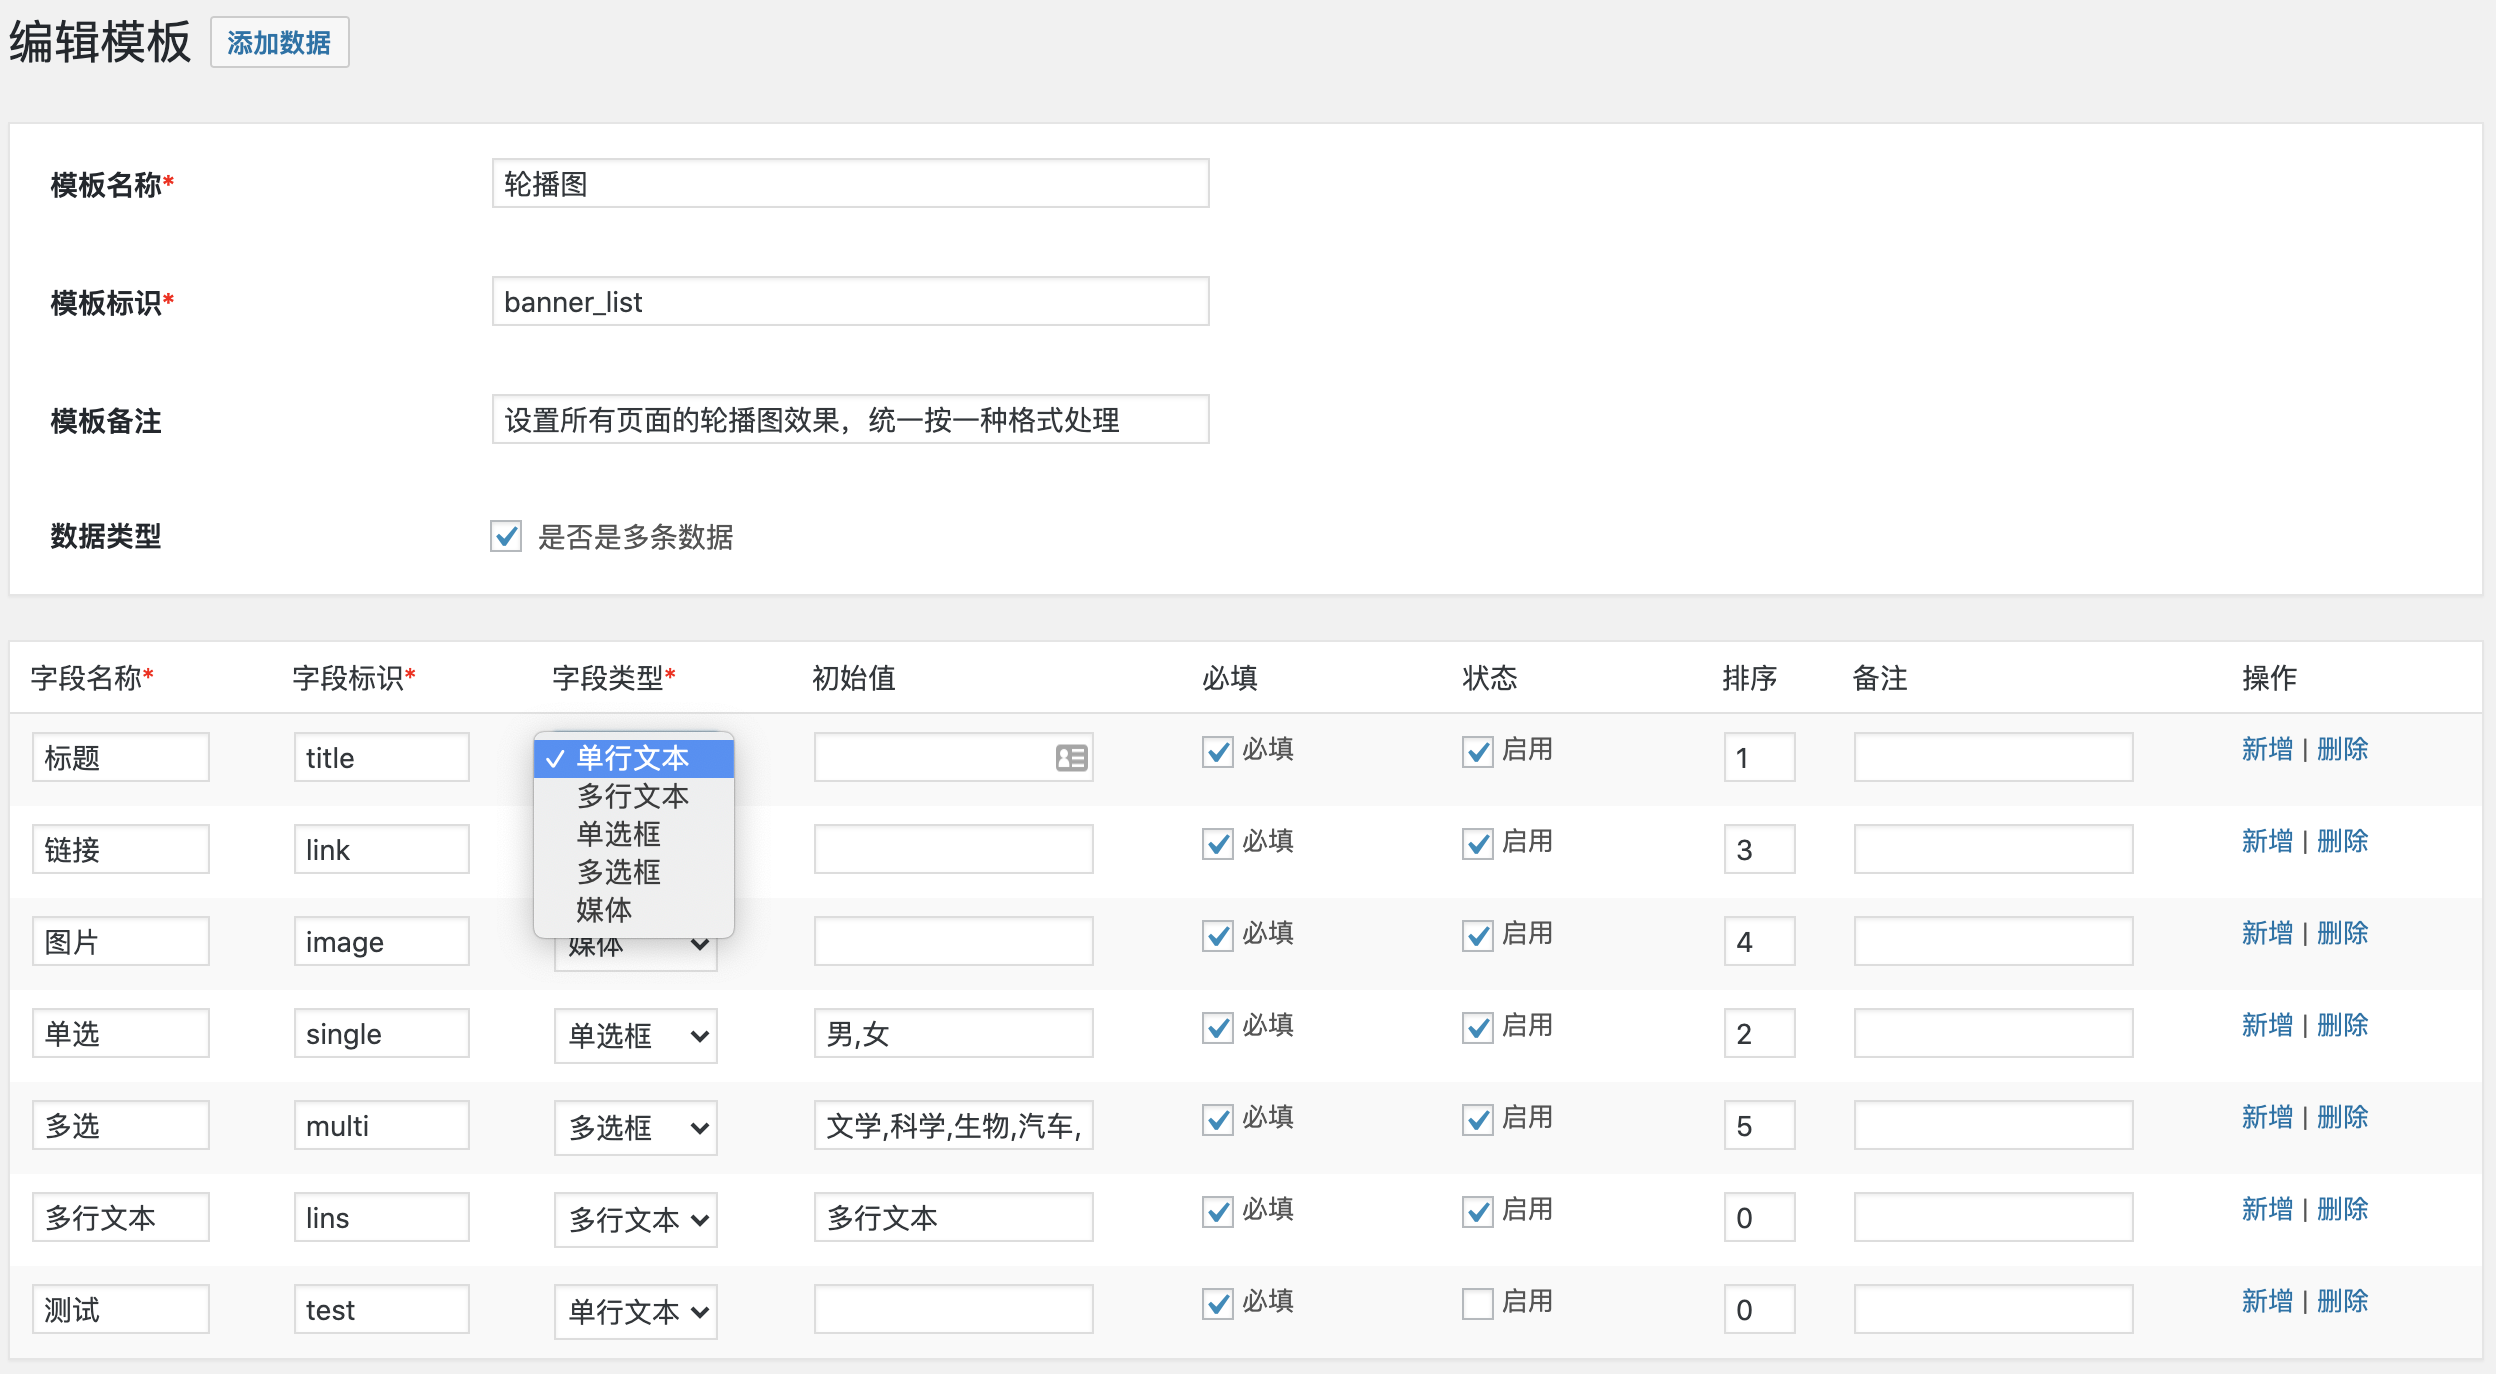 编辑模板 添加数据
模板名称* 轮播图
模板标识* banner_list
模板备注 设置所有页面的轮播图效果，统一按一种格式处理
数据类型 是否是多条数据
字段名称* 字段标识* 字段类型* 初始值 必填 状态 排序 备注 操作
标题 title 单行文本 必填 启用 1 新增 | 删除
多行文本
单选框
多选框
媒体
链接 link 必填 启用 3 新增 | 删除
图片 image 媒体 必填 启用 4 新增 | 删除
单选 single 单选框 男,女 必填 启用 2 新增 | 删除
多选 multi 多选框 文学,科学,生物,汽车, 必填 启用 5 新增 | 删除
多行文本 lins 多行文本 多行文本 必填 启用 0 新增 | 删除
测试 test 单行文本 必填 启用 0 新增 | 删除